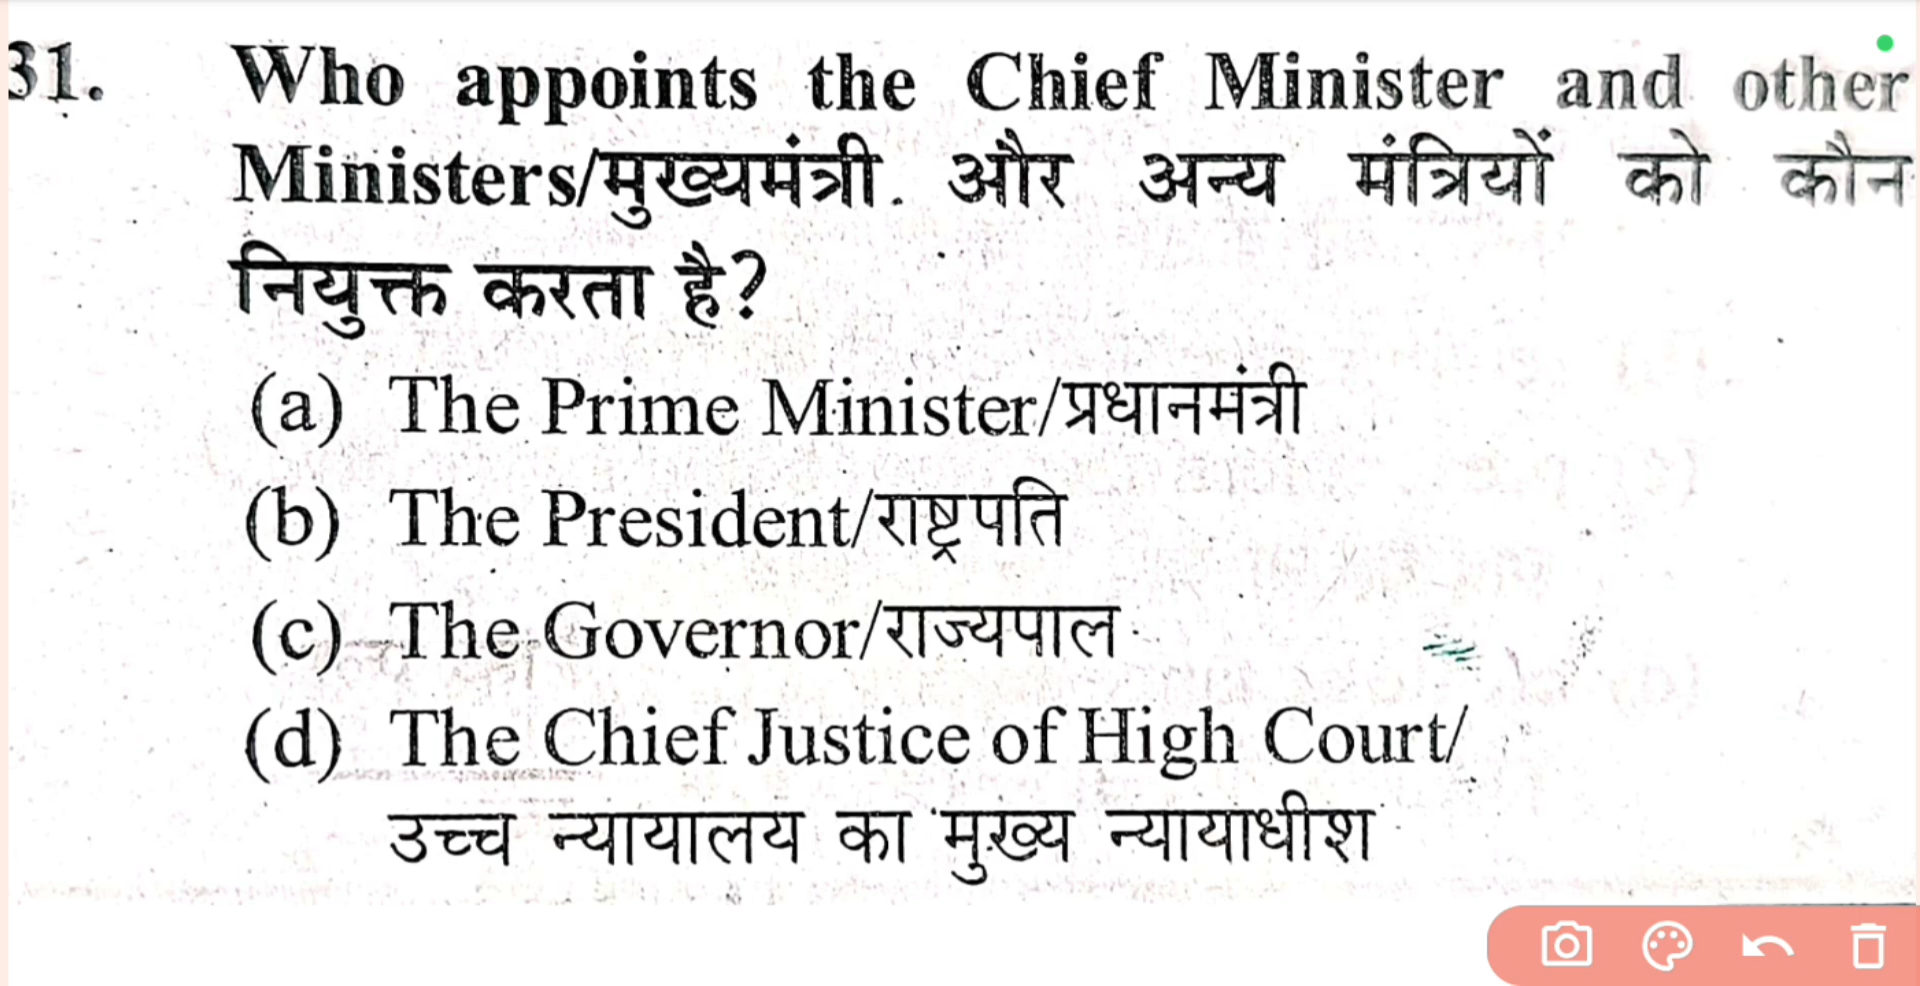 31. Who appoints the Chief Minister and other
Ministers/मुख्यमंत्री और अन्य मंत्रियों को कौन
नियुक्त करता है?
(a) The Prime Minister/प्रधानमंत्री
(b) The President/राष्ट्रपति
(c) The Governor/राज्यपाल
(d) The Chief Justice of High Court/
उच्च न्यायालय का मुख्य न्यायाधीश